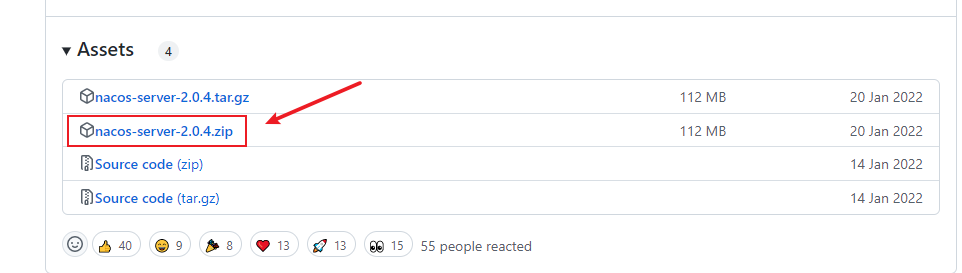 Assets 4
nacos-server-2.0.4.tar.gz 112 MB 20 Jan 2022
nacos-server-2.0.4.zip 112 MB 20 Jan 2022
Source code (zip) 14 Jan 2022
Source code (tar.gz) 14 Jan 2022
40 9 8 13 13 15 55 people reacted